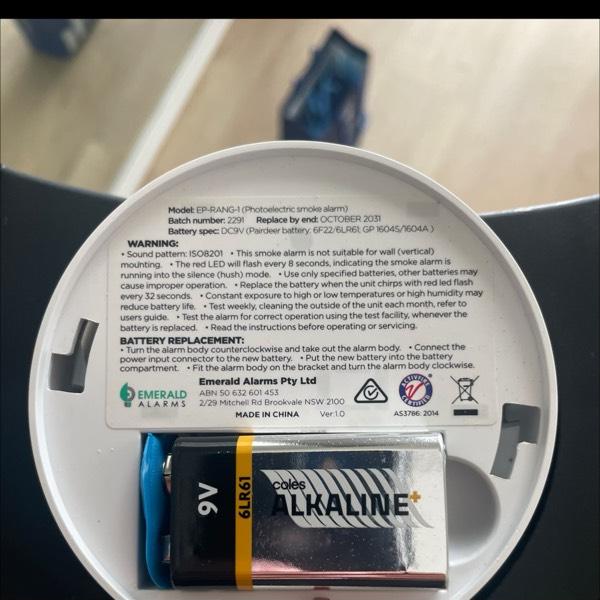 Model: EP-RANG-1 (Photoelectric smoke alarm)
Batch number: 2291 Replace by end: OCTOBER 2031
Battery spec: DC9V (Pairdeer battery: 6F22/6LR61; GP 1604S/1604A )
WARNING:
• Sound pattern: ISO8201 • This smoke alarm is not suitable for wall (vertical)
mounting. • The red LED will flash every 8 seconds, indicating the smoke alarm is
running into the silence (hush) mode. • Use only specified batteries, other batteries may
cause improper operation. • Replace the battery when the unit chirps with red led flash
every 32 seconds. • Constant exposure to high or low temperatures or high humidity may
reduce battery life. • Test weekly, cleaning the outside of the unit each month, refer to
users guide. • Test the alarm for correct operation using the test facility, whenever the
battery is replaced. • Read the instructions before operating or servicing.
BATTERY REPLACEMENT:
• Turn the alarm body counterclockwise and take out the alarm body. • Connect the
power input connector to the new battery. • Put the new battery into the battery
compartment. • Fit the alarm body on the bracket and turn the alarm body clockwise.
EMERALD
ALARMS
Emerald Alarms Pty Ltd
ABN 50 632 601 453
2/29 Mitchell Rd Brookvale NSW 2100
MADE IN CHINA Ver:1.0
ACTIVFIRE
CERTIFIED
AS3786: 2014
9V
6LR61
coles
ALKALINE+